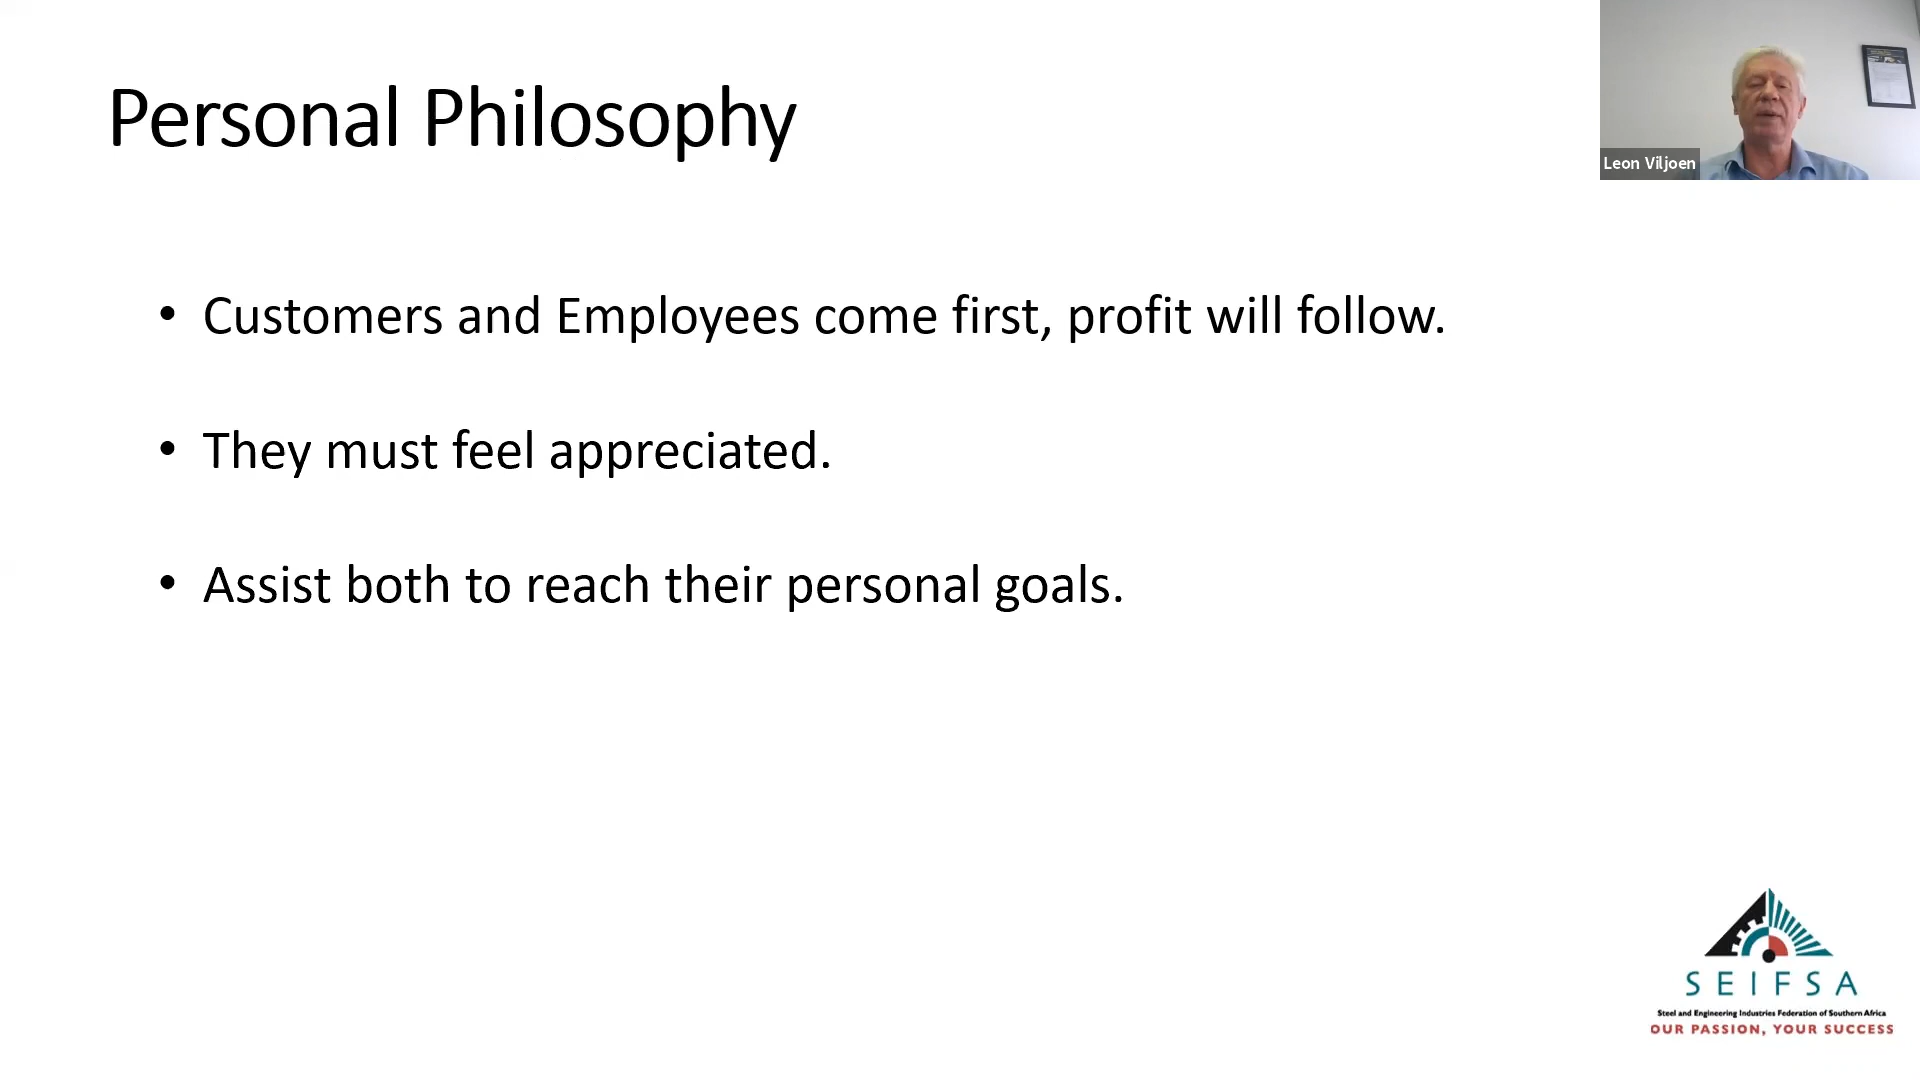 Personal Philosophy
Leon Viljoen
• Customers and Employees come first, profit will follow.
• They must feel appreciated.
• Assist both to reach their personal goals.
SEIFSA
Steel and Engineering Industries Federation of Southern Africa
OUR PASSION, YOUR SUCCESS